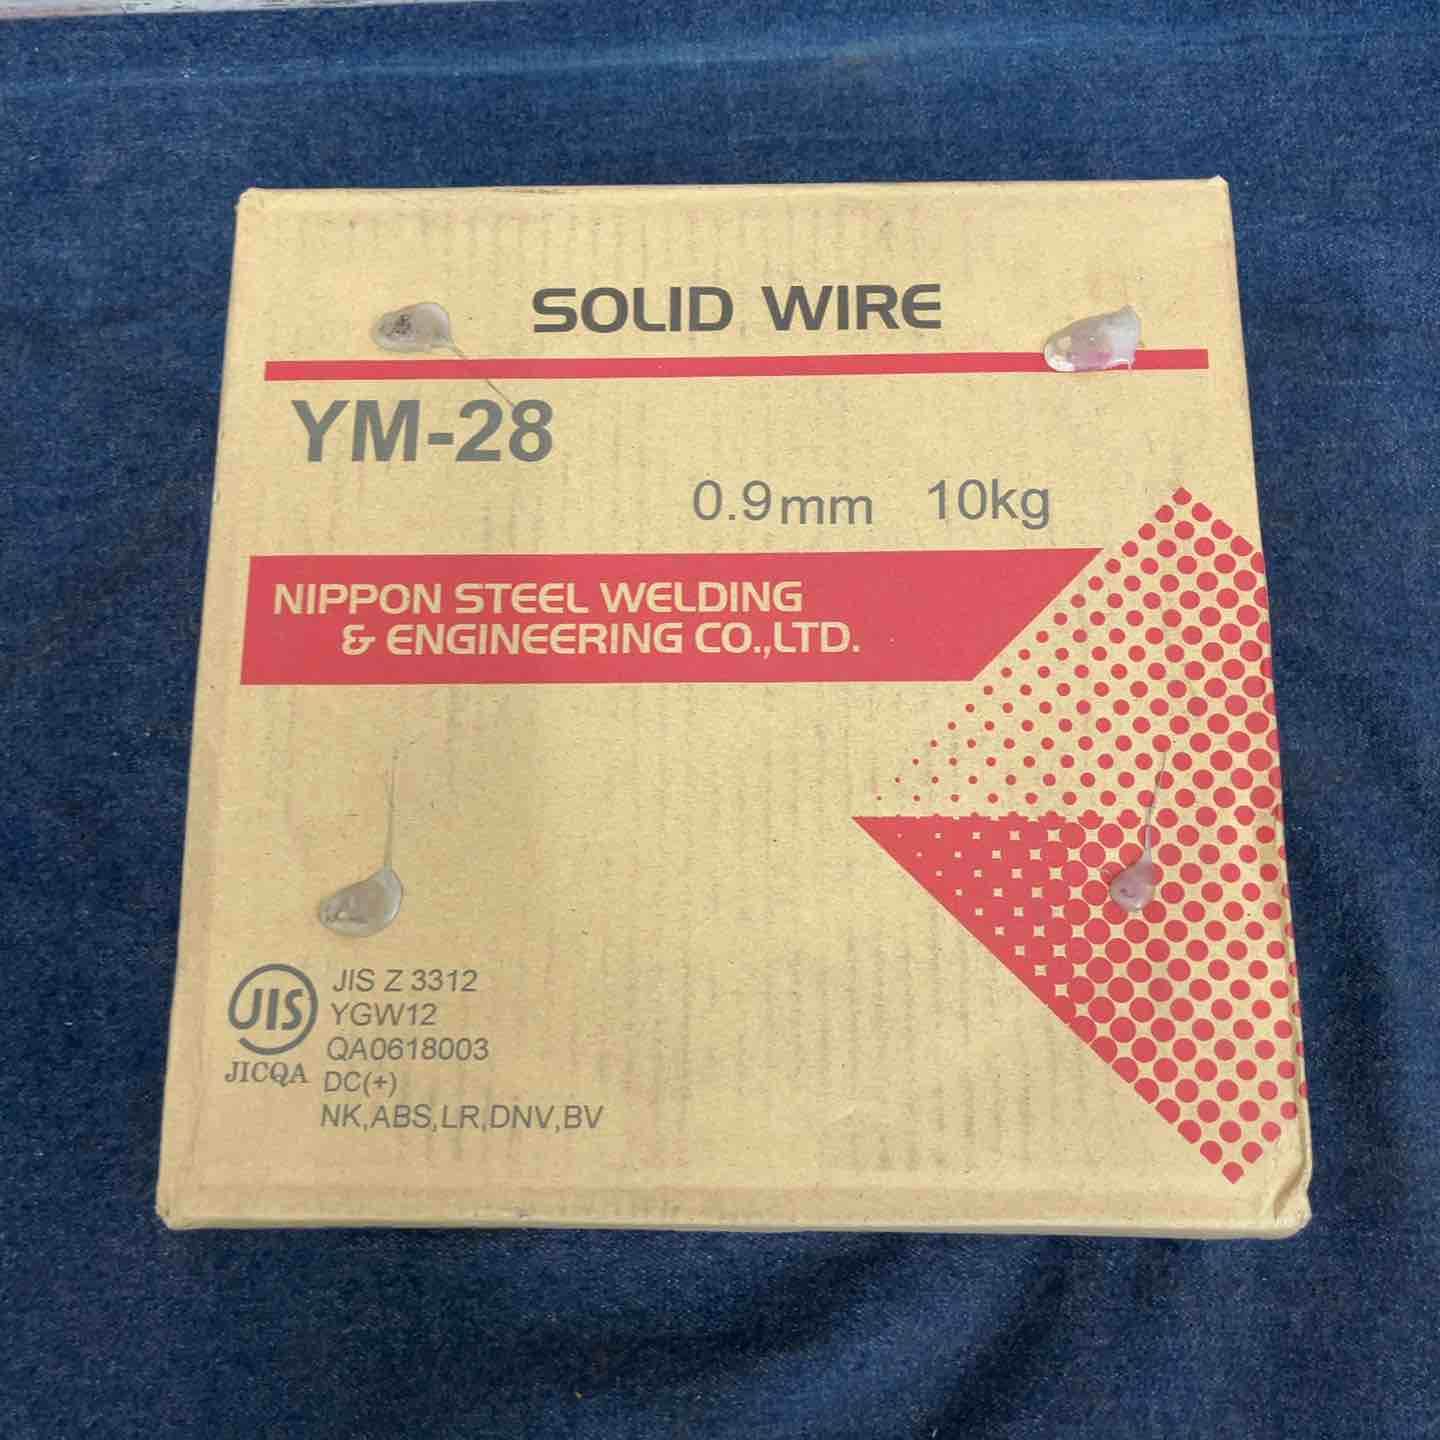 SOLID WIRE
YM-28
0.9mm 10kg
NIPPON STEEL WELDING
& ENGINEERING CO.,LTD.
JIS
JICQA
JIS Z 3312
YGW12
QA0618003
DC(+)
NK,ABS,LR,DNV,BV